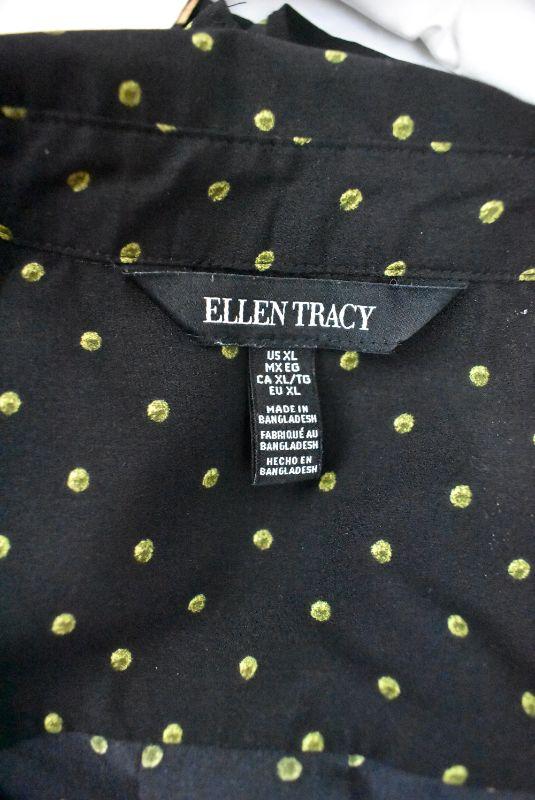 ELLEN TRACY
US XL
MX EG
CA XL/TG
EU XL
MADE IN
BANGLADESH
FABRIQUÉ AU
BANGLADESH
HECHO EN
BANGLADESH